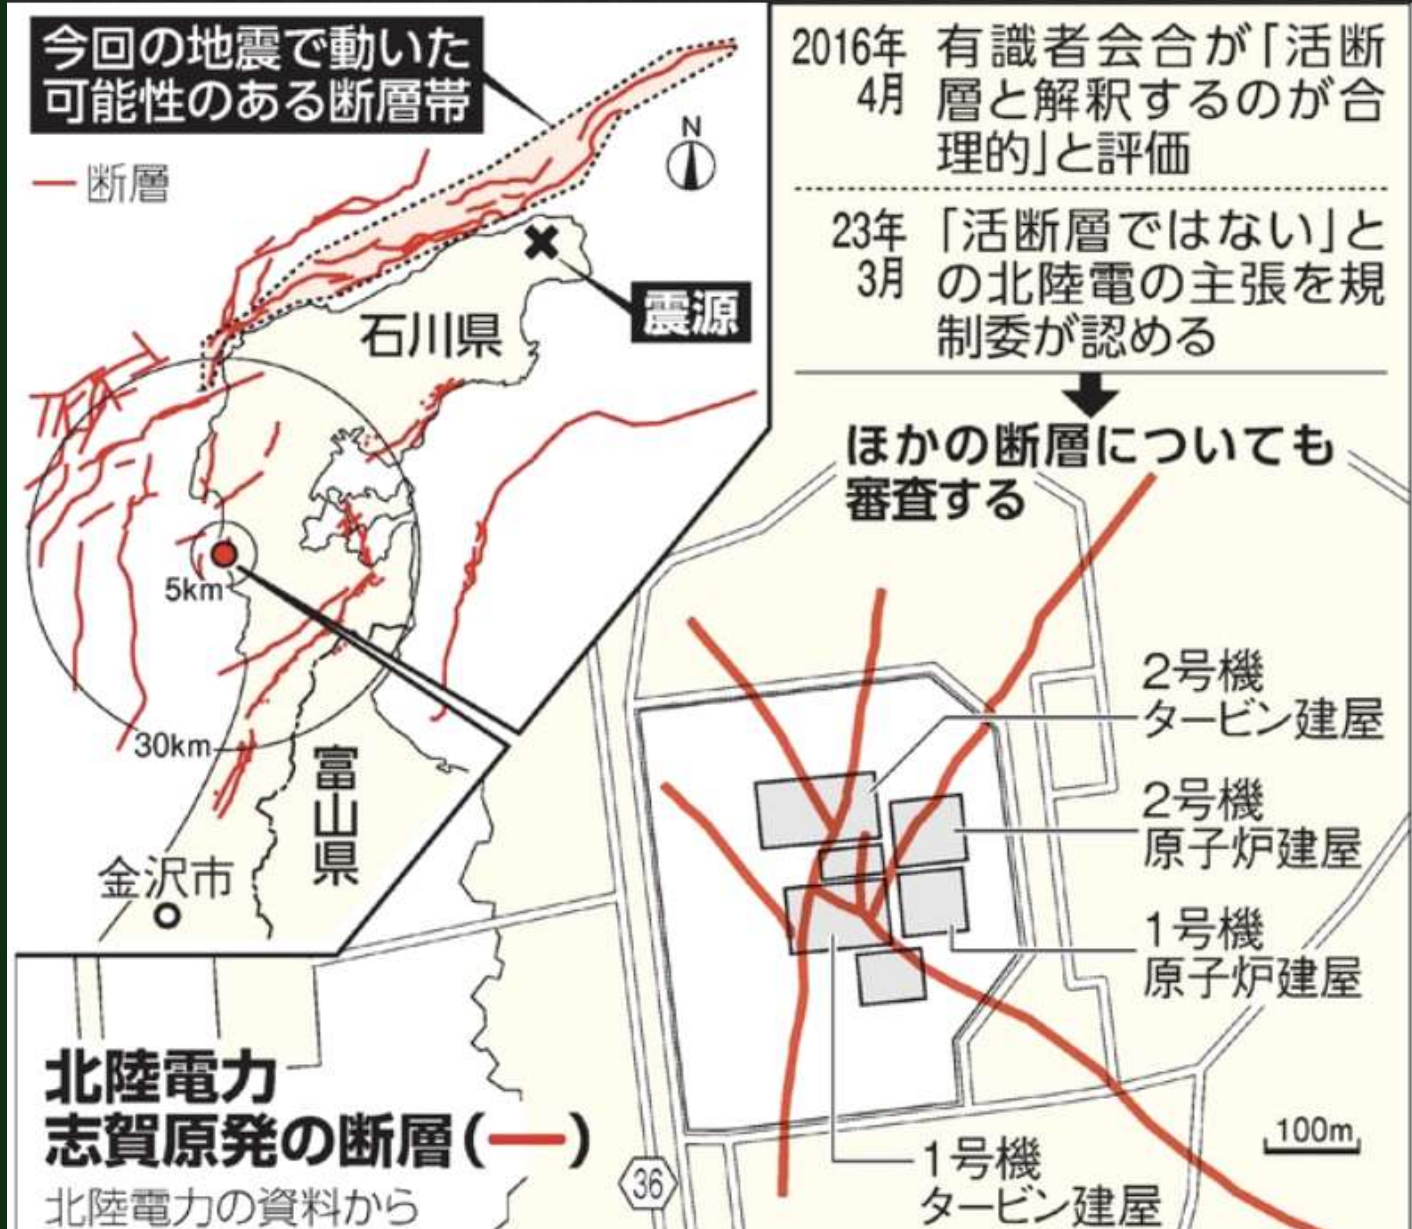 今回の地震で動いた
可能性のある断層帯
断層
N
震源
石川県
5km
30km
富山県
金沢市
2016年
4月
有識者会合が「活断
層と解釈するのが合
理的」と評価
23年
3月
「活断層ではない」と
の北陸電の主張を規
制委が認める
ほかの断層についても
審査する
2号機
タービン建屋
2号機
原子炉建屋
1号機
原子炉建屋
1号機
タービン建屋
100m
36
北陸電力
志賀原発の断層(━)
北陸電力の資料から